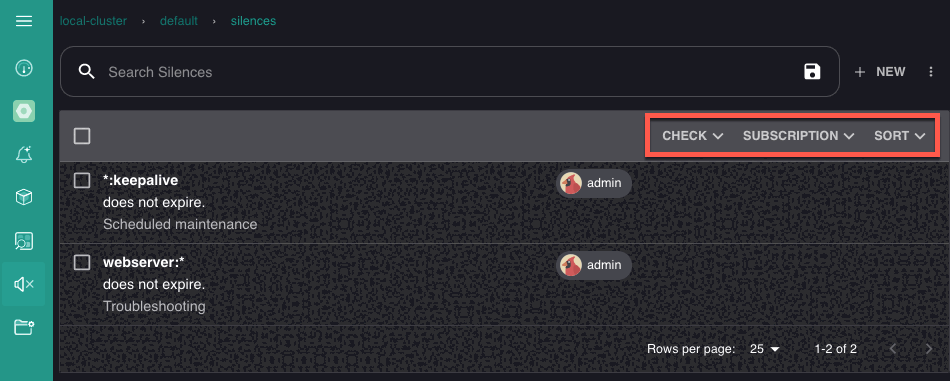 local-cluster › default › silences
Search Silences
+ NEW
CHECK SUBSCRIPTION SORT
*:keepalive
does not expire.
Scheduled maintenance
admin
webserver:*
does not expire.
Troubleshooting
admin
Rows per page: 25 1-2 of 2